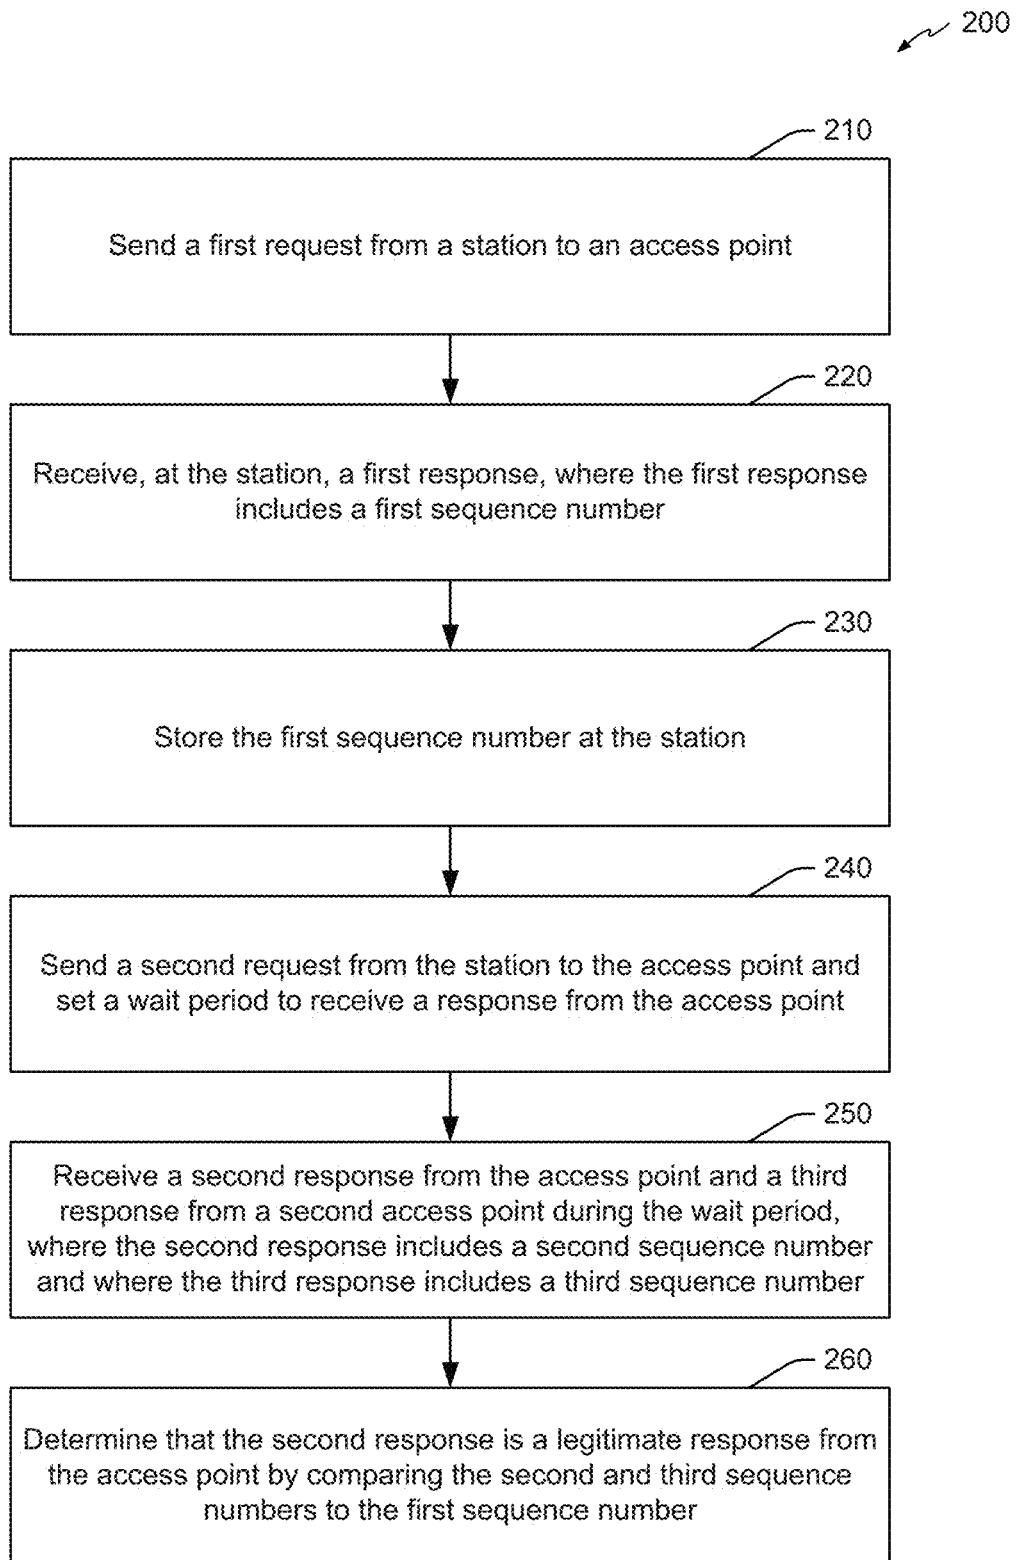 200
210
Send a first request from a station to an access point
220
Receive, at the station, a first response, where the first response
includes a first sequence number
230
Store the first sequence number at the station
240
Send a second request from the station to the access point and
set a wait period to receive a response from the access point
250
Receive a second response from the access point and a third
response from a second access point during the wait period,
where the second response includes a second sequence number
and where the third response includes a third sequence number
260
Determine that the second response is a legitimate response from
the access point by comparing the second and third sequence
numbers to the first sequence number